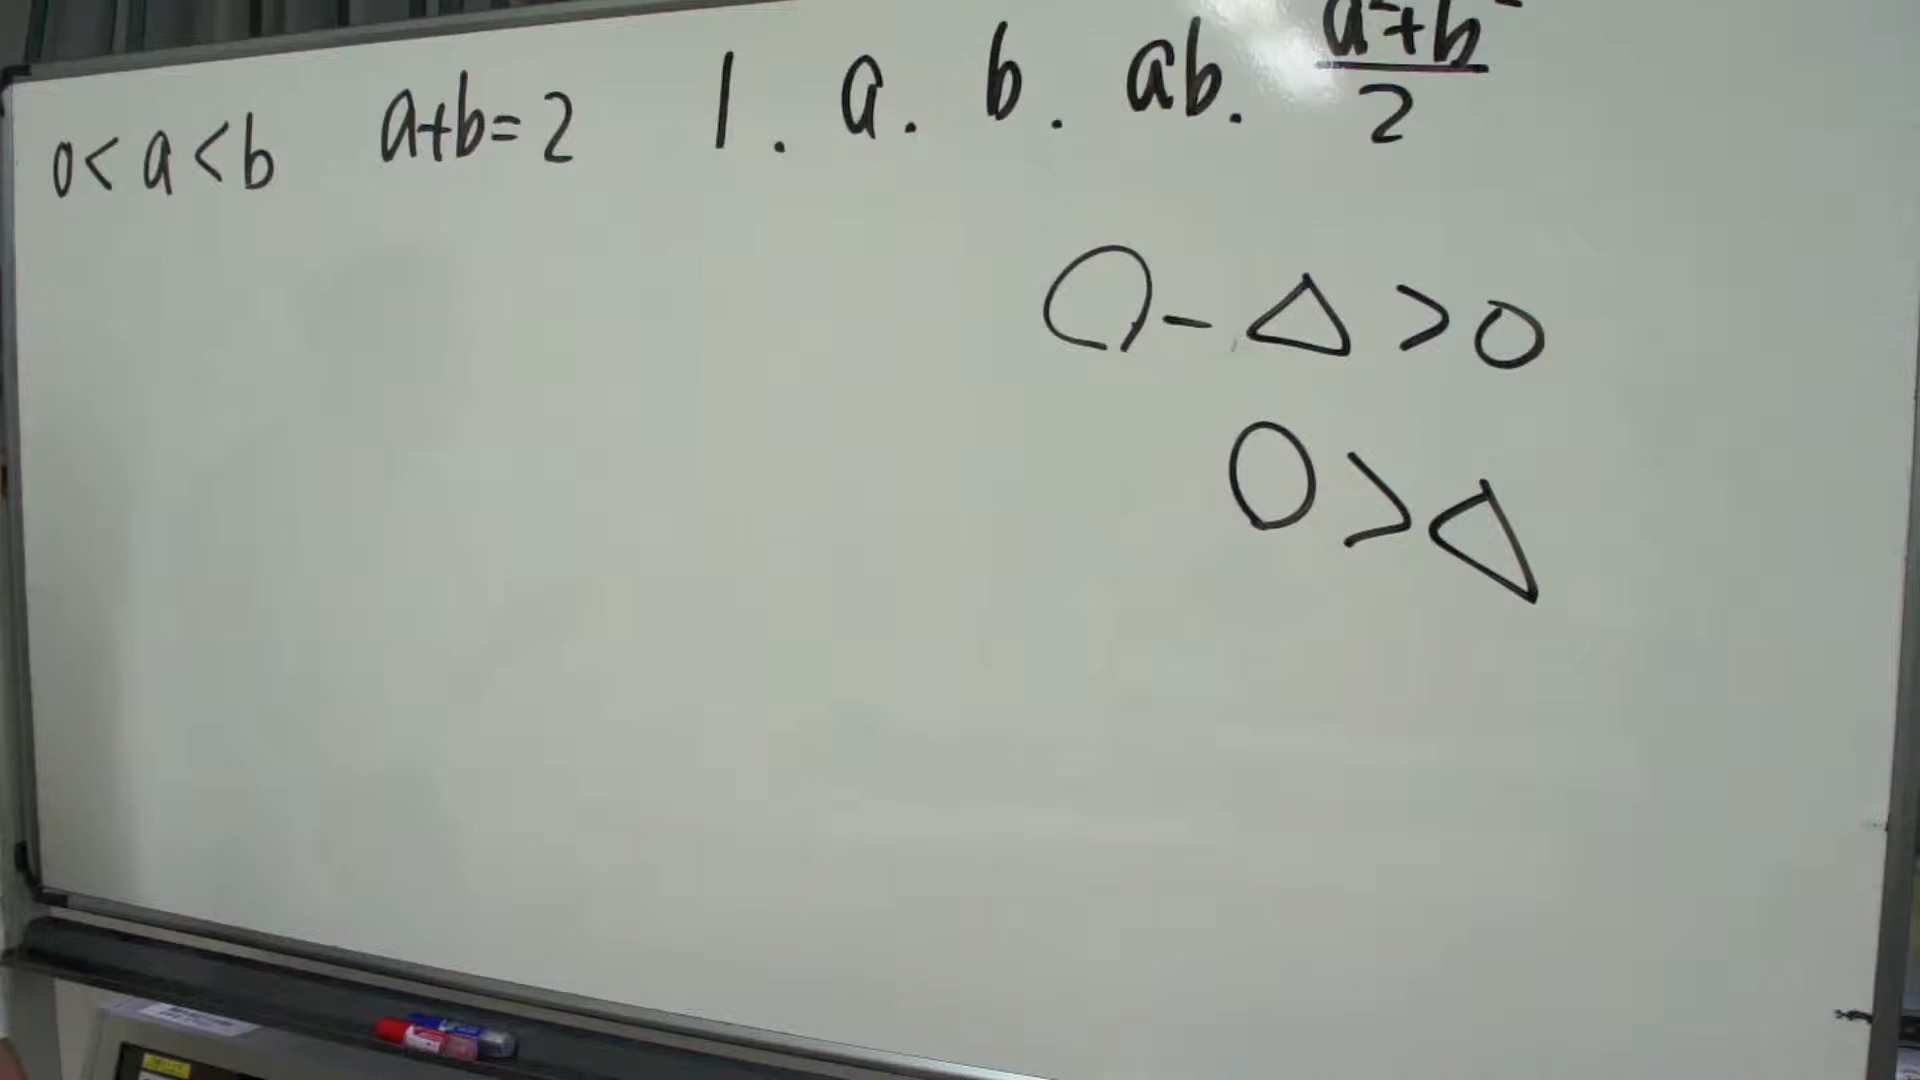 0<a<b a+b=2 1. a. b. ab. a²+b²/2
○-△>0
○>△